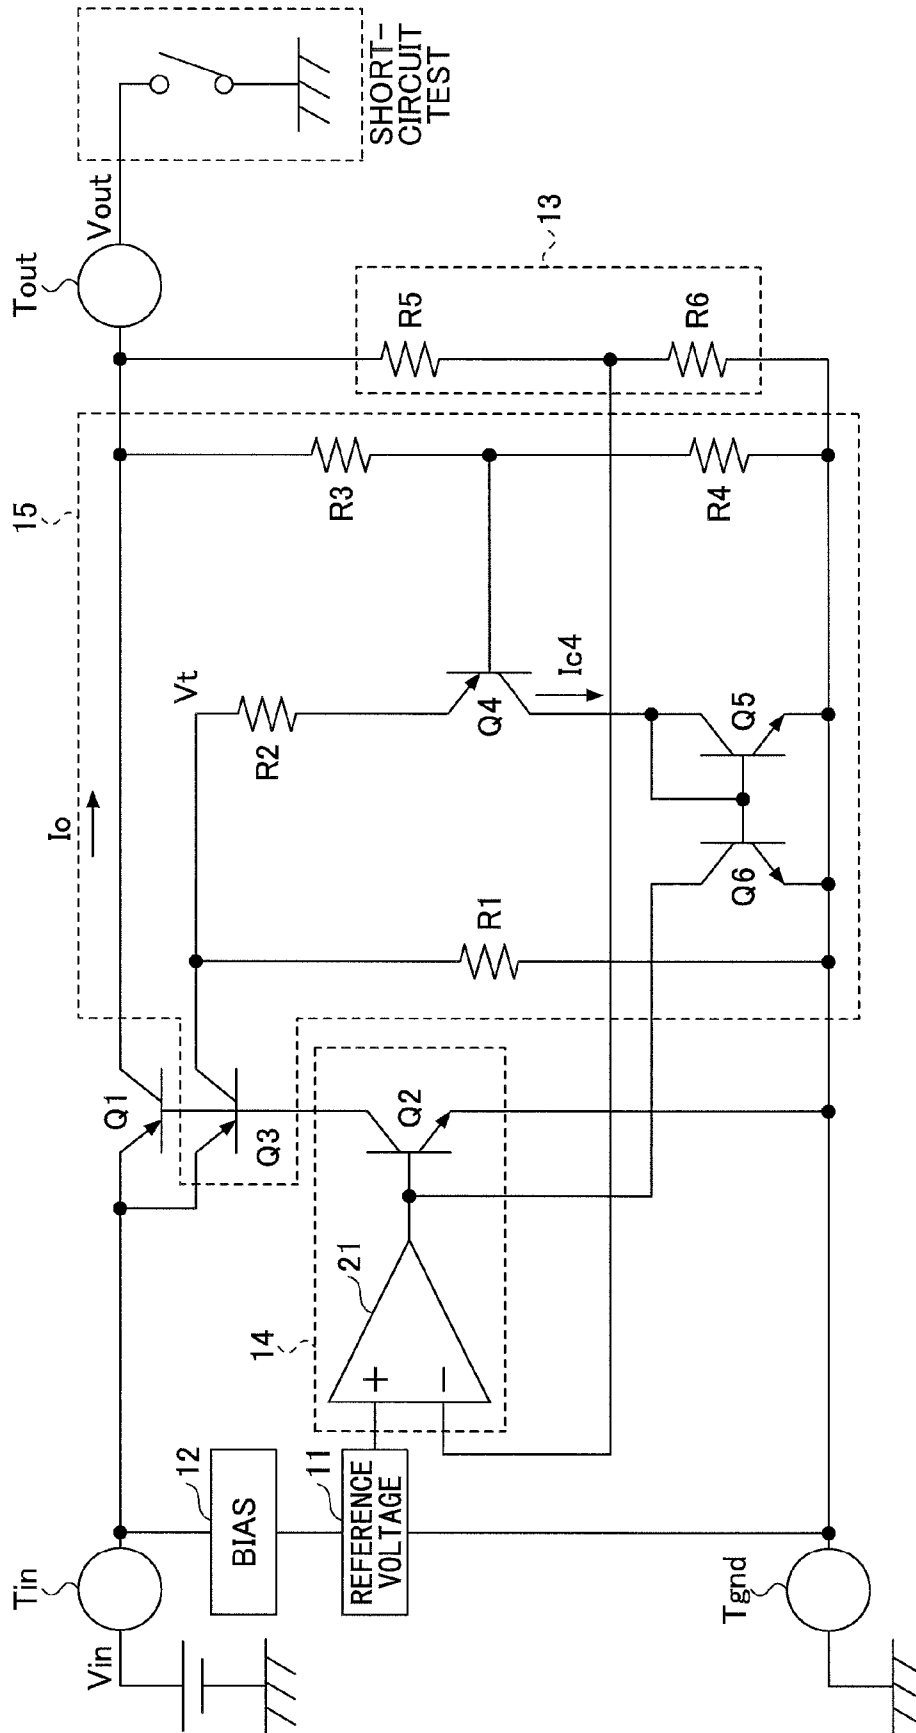 Vin
Tin
12
BIAS
11
REFERENCE
VOLTAGE
Tgnd
14
21
+
−
Q1
Q3
Q2
Io
15
R1
Vt
R2
Q4
Ic4
Q6
Q5
R3
R4
13
R5
R6
Tout
Vout
SHORT-
CIRCUIT
TEST